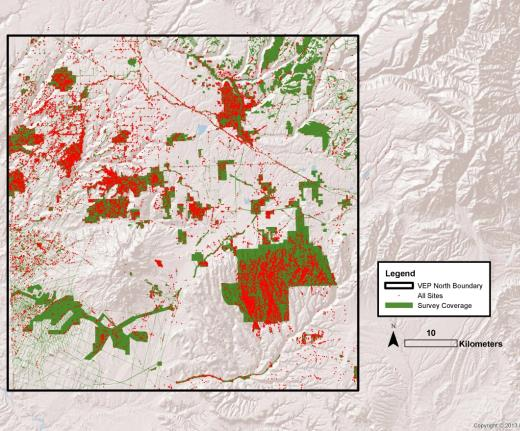 Legend
VEP North Boundary
All Sites
Survey Coverage
N
10
Kilometers
Copyright © 2013